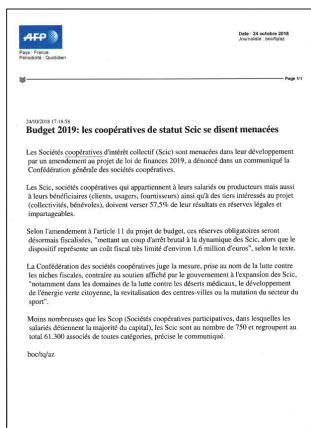 AFP
Date : 24 octobre 2018
Journaliste : boc/tq/az
Pays : France
Périodicité : Quotidien
Page 1/1
24/10/2018 17:16:58
Budget 2019: les coopératives de statut Scic se disent menacées
Les Sociétés coopératives d'intérêt collectif (Scic) sont menacées dans leur développement
par un amendement au projet de loi de finances 2019, a dénoncé dans un communiqué la
Confédération générale des sociétés coopératives.
Les Scic, sociétés coopératives qui appartiennent à leurs salariés ou producteurs mais aussi
à leurs bénéficiaires (clients, usagers, fournisseurs) ainsi qu'à des tiers intéressés au projet
(collectivités, bénévoles), doivent verser 57,5% de leur résultats en réserves légales et
impartageables.
Selon l'amendement à l'article 11 du projet de budget, ces réserves obligatoires seront
désormais fiscalisées, "mettant un coup d'arrêt brutal à la dynamique des Scic, alors que le
dispositif représente un coût fiscal très limité d'environ 1,6 million d'euros", selon le texte.
La Confédération des sociétés coopératives juge la mesure, prise au nom de la lutte contre
les niches fiscales, contraire au soutien affiché par le gouvernement à l'expansion des Scic,
"notamment dans les domaines de la lutte contre les déserts médicaux, le développement
de l'énergie verte citoyenne, la revitalisation des centres-villes ou la mutation du secteur du
sport".
Moins nombreuses que les Scop (Sociétés coopératives participatives, dans lesquelles les
salariés détiennent la majorité du capital), les Scic sont au nombre de 750 et regroupent au
total 61.300 associés de toutes catégories, précise le communiqué.
boc/tq/az